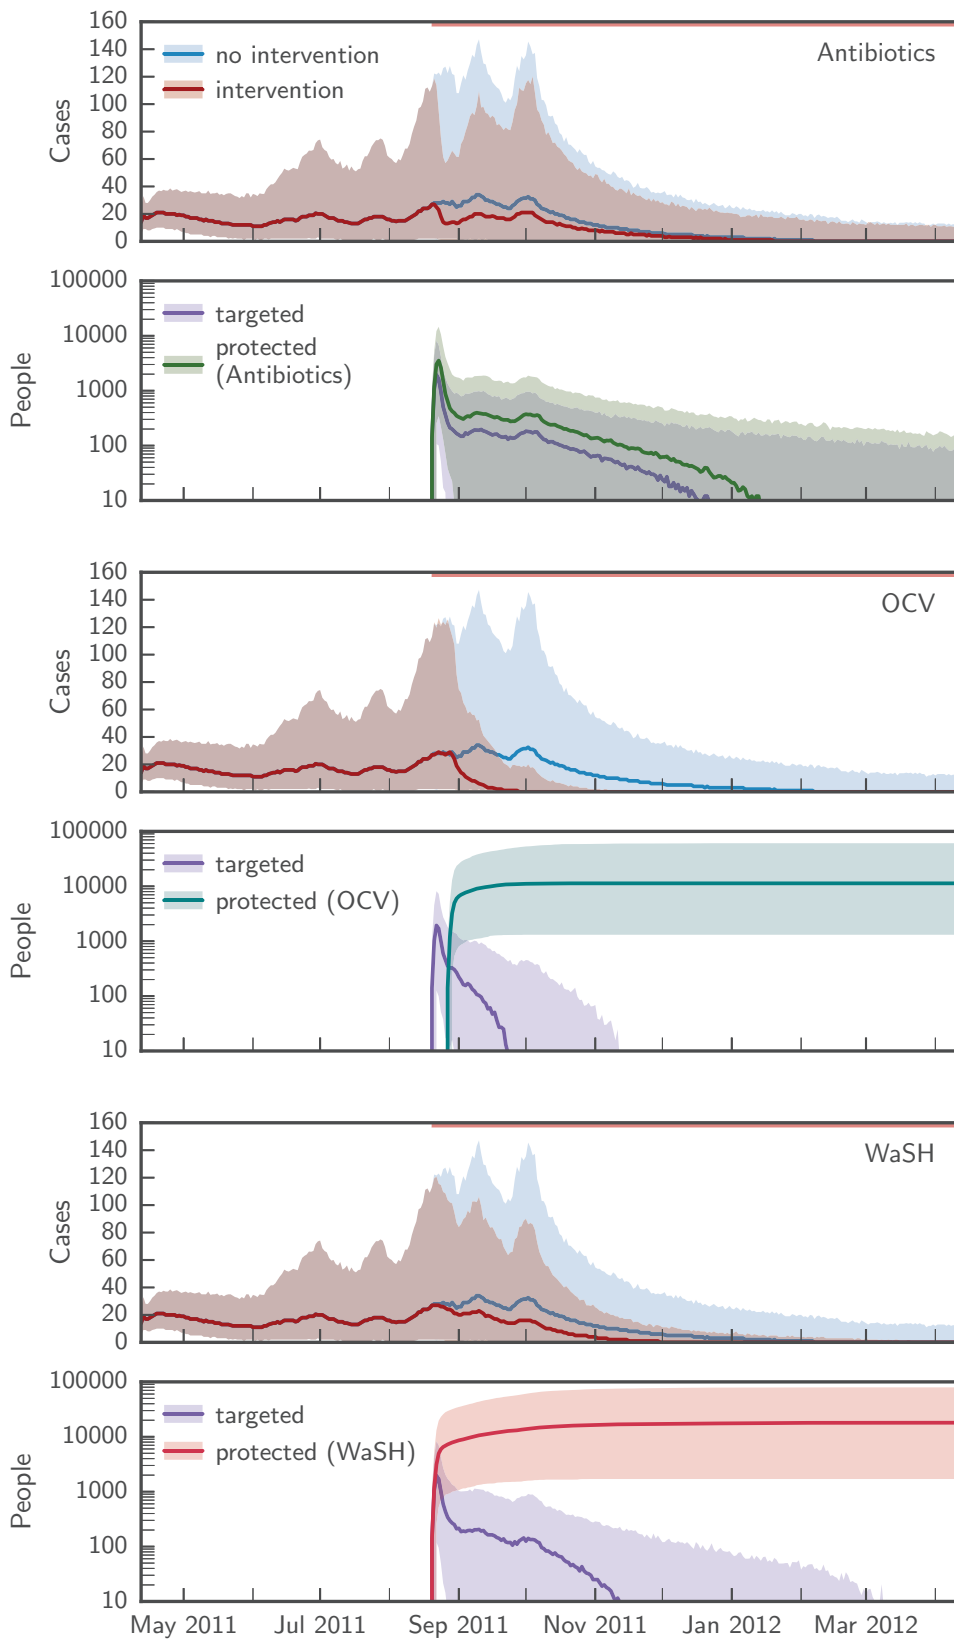 160
140
120
100
80
60
40
20
0
Cases
no intervention
intervention
Antibiotics
100000
10000
1000
100
10
People
targeted
protected
(Antibiotics)
160
140
120
100
80
60
40
20
0
Cases
OCV
100000
10000
1000
100
10
People
targeted
protected (OCV)
160
140
120
100
80
60
40
20
0
Cases
WaSH
100000
10000
1000
100
10
People
targeted
protected (WaSH)
May 2011 Jul 2011 Sep 2011 Nov 2011 Jan 2012 Mar 2012